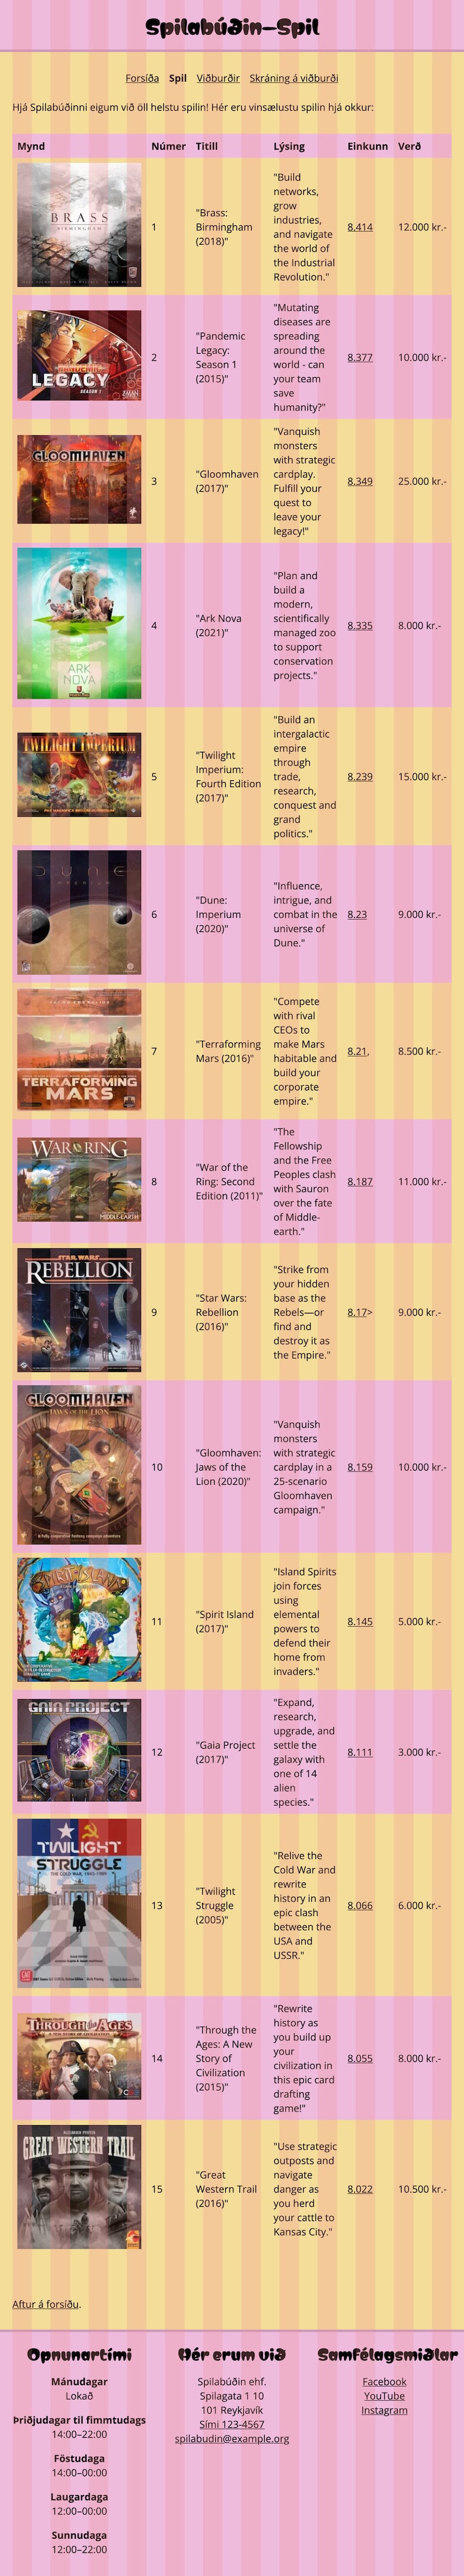 Spilabúðin—Spil
Forsíða Spil Viðburðir Skráning á viðburði
Hjá Spilabúðinni eigum við öll helstu spilin! Hér eru vinsælustu spilin hjá okkur:
Mynd Númer Titill Lýsing Einkunn Verð
BRASS
BIRMINGHAM
1
"Brass:
Birmingham
(2018)"
"Build
networks,
grow
industries,
and navigate
the world of
the Industrial
Revolution."
8.414
12.000 kr.-
PANDEMIC
LEGACY
SEASON 1
2
"Pandemic
Legacy:
Season 1
(2015)"
"Mutating
diseases are
spreading
around the
world - can
your team
save
humanity?"
8.377
10.000 kr.-
GLOOMHAVEN
3
"Gloomhaven
(2017)"
"Vanquish
monsters
with strategic
cardplay.
Fulfill your
quest to
leave your
legacy!"
8.349
25.000 kr.-
ARK
NOVA
4
"Ark Nova
(2021)"
"Plan and
build a
modern,
scientifically
managed zoo
to support
conservation
projects."
8.335
8.000 kr.-
TWILIGHT IMPERIUM
5
"Twilight
Imperium:
Fourth Edition
(2017)"
"Build an
intergalactic
empire
through
trade,
research,
conquest and
grand
politics."
8.239
15.000 kr.-
DUNE
IMPERIUM
6
"Dune:
Imperium
(2020)"
"Influence,
intrigue, and
combat in the
universe of
Dune."
8.23
9.000 kr.-
TERRAFORMING
MARS
7
"Terraforming
Mars (2016)"
"Compete
with rival
CEOs to
make Mars
habitable and
build your
corporate
empire."
8.21,
8.500 kr.-
WAR OF THE RING
MIDDLE-EARTH
8
"War of the
Ring: Second
Edition (2011)"
"The
Fellowship
and the Free
Peoples clash
with Sauron
over the fate
of Middle-
earth."
8.187
11.000 kr.-
STAR WARS
REBELLION
9
"Star Wars:
Rebellion
(2016)"
"Strike from
your hidden
base as the
Rebels—or
find and
destroy it as
the Empire."
8.17>
9.000 kr.-
GLOOMHAVEN
JAWS OF THE LION
A fully cooperative fantasy campaign adventure
10
"Gloomhaven:
Jaws of the
Lion (2020)"
"Vanquish
monsters
with strategic
cardplay in a
25-scenario
Gloomhaven
campaign."
8.159
10.000 kr.-
SPIRIT ISLAND
11
"Spirit Island
(2017)"
"Island Spirits
join forces
using
elemental
powers to
defend their
home from
invaders."
8.145
5.000 kr.-
GAIA PROJECT
12
"Gaia Project
(2017)"
"Expand,
research,
upgrade, and
settle the
galaxy with
one of 14
alien
species."
8.111
3.000 kr.-
TWILIGHT
STRUGGLE
THE COLD WAR, 1945-1989
13
"Twilight
Struggle
(2005)"
"Relive the
Cold War and
rewrite
history in an
epic clash
between the
USA and
USSR."
8.066
6.000 kr.-
THROUGH THE AGES
A NEW STORY OF CIVILIZATION
14
"Through the
Ages: A New
Story of
Civilization
(2015)"
"Rewrite
history as
you build up
your
civilization in
this epic card
drafting
game!"
8.055
8.000 kr.-
GREAT WESTERN TRAIL
15
"Great
Western Trail
(2016)"
"Use strategic
outposts and
navigate
danger as
you herd
your cattle to
Kansas City."
8.022
10.500 kr.-
Aftur á forsíðu.
Opnunartími
Mánudagar
Lokað
Þriðjudagar til fimmtudags
14:00–22:00
Föstudaga
14:00–00:00
Laugardaga
12:00–00:00
Sunnudaga
12:00–22:00
Hér erum við
Spilabúðin ehf.
Spilagata 1 10
101 Reykjavík
Sími 123-4567
spilabudin@example.org
Samfélagsmiðlar
Facebook
YouTube
Instagram